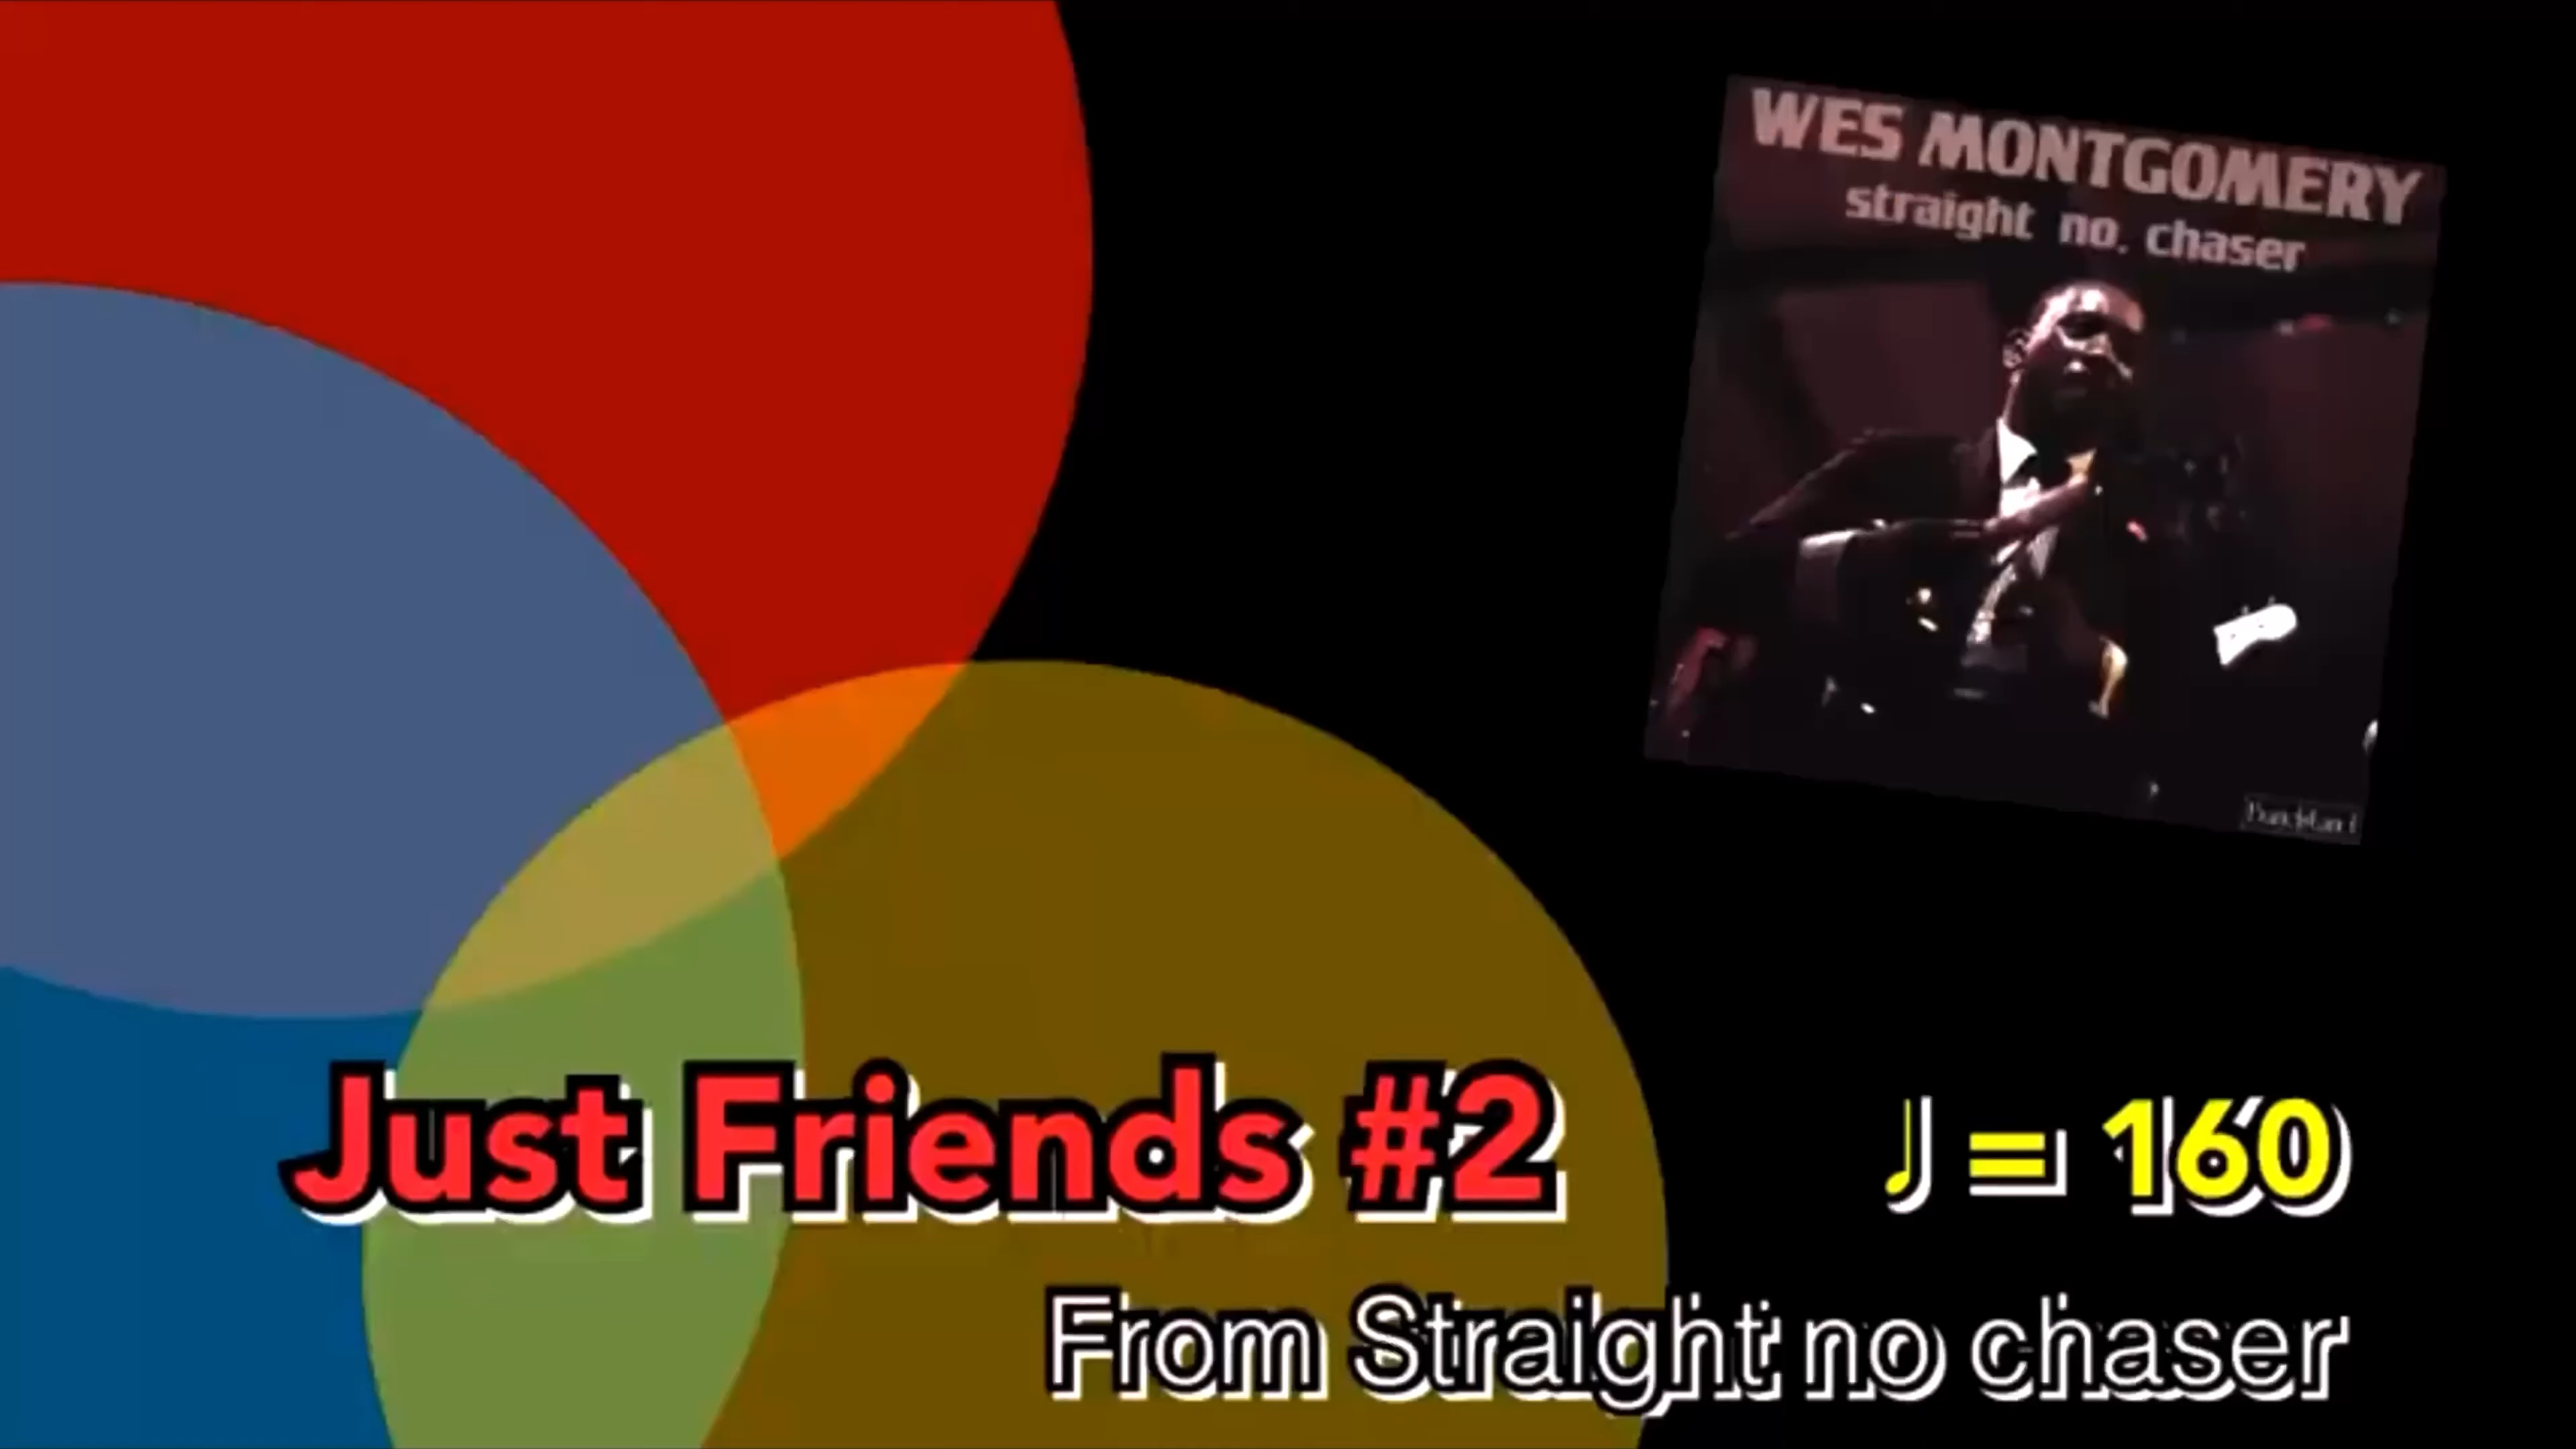 WES MONTGOMERY
straight no. chaser
Just Friends #2
♩ = 160
From Straight no chaser